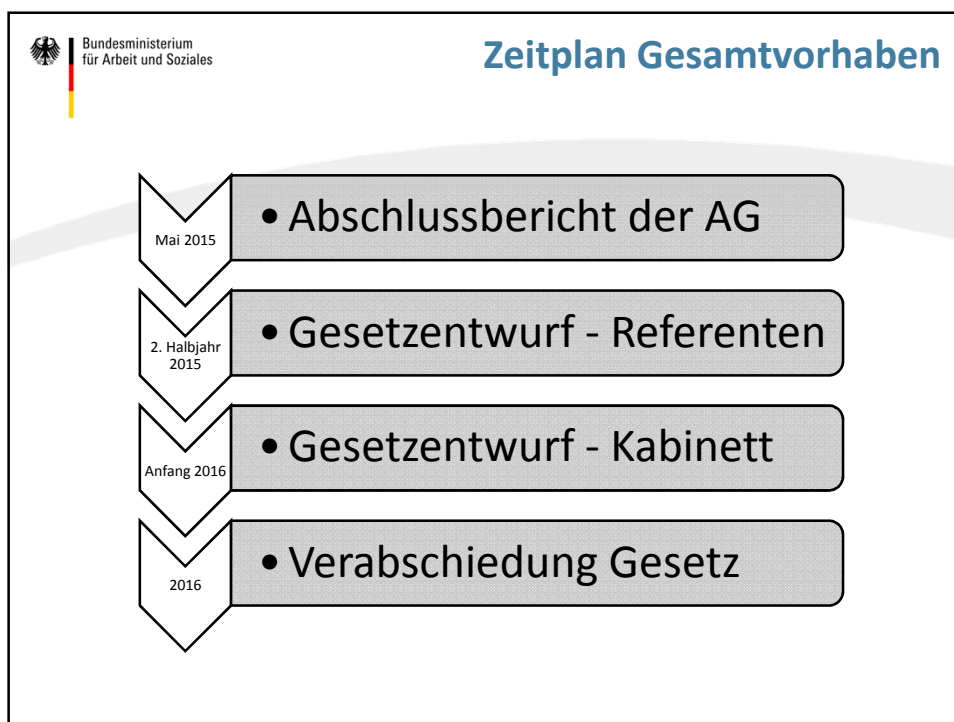 Bundesministerium
für Arbeit und Soziales
Zeitplan Gesamtvorhaben
Mai 2015
• Abschlussbericht der AG
2. Halbjahr
2015
• Gesetzentwurf - Referenten
Anfang 2016
• Gesetzentwurf - Kabinett
2016
• Verabschiedung Gesetz